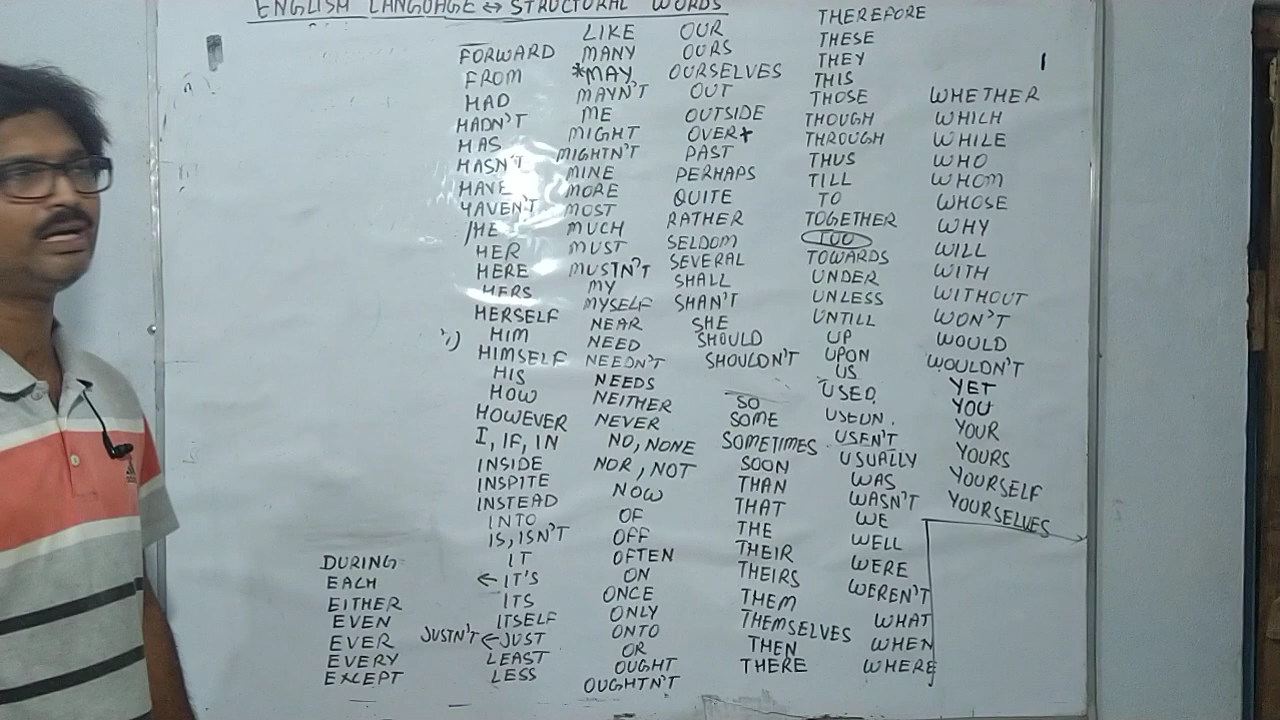 ENGLISH LANGUAGE ↔ STRUCTURAL WORDS
DURING
EACH
EITHER
EVEN
EVER
EVERY
EXCEPT
FORWARD
FROM
HAD
HADN'T
HAS
HASN'T
HAVE
HAVEN'T
HE
HER
HERE
HERS
HERSELF
HIM
HIMSELF
HIS
HOW
HOWEVER
I, IF, IN
INSIDE
INSPITE
INSTEAD
INTO
IS, ISN'T
IT
← IT'S
ITS
ITSELF
JUSTN'T ← JUST
LEAST
LESS
LIKE
MANY
*MAY
MAYN'T
ME
MIGHT
MIGHTN'T
MINE
MORE
MOST
MUCH
MUST
MUSTN'T
MY
MYSELF
NEAR
NEED
NEEDN'T
NEEDS
NEITHER
NEVER
NO, NONE
NOR, NOT
NOW
OF
OFF
OFTEN
ON
ONCE
ONLY
ONTO
OR
OUGHT
OUGHTN'T
OUR
OURS
OURSELVES
OUT
OUTSIDE
OVER
PAST
PERHAPS
QUITE
RATHER
SELDOM
SEVERAL
SHALL
SHAN'T
SHE
SHOULD
SHOULDN'T
SO
SOME
SOMETIMES
SOON
THAN
THAT
THE
THEIR
THEIRS
THEM
THEMSELVES
THEN
THERE
THEREFORE
THESE
THEY
THIS
THOSE
THOUGH
THROUGH
THUS
TILL
TO
TOGETHER
TOO
TOWARDS
UNDER
UNLESS
UNTILL
UP
UPON
US
USED
USEN'T
USUALLY
WAS
WASN'T
WE
WELL
WERE
WEREN'T
WHAT
WHEN
WHERE
WHETHER
WHICH
WHILE
WHO
WHOM
WHOSE
WHY
WILL
WITH
WITHOUT
WON'T
WOULD
WOULDN'T
YET
YOU
YOUR
YOURS
YOURSELF
YOURSELVES